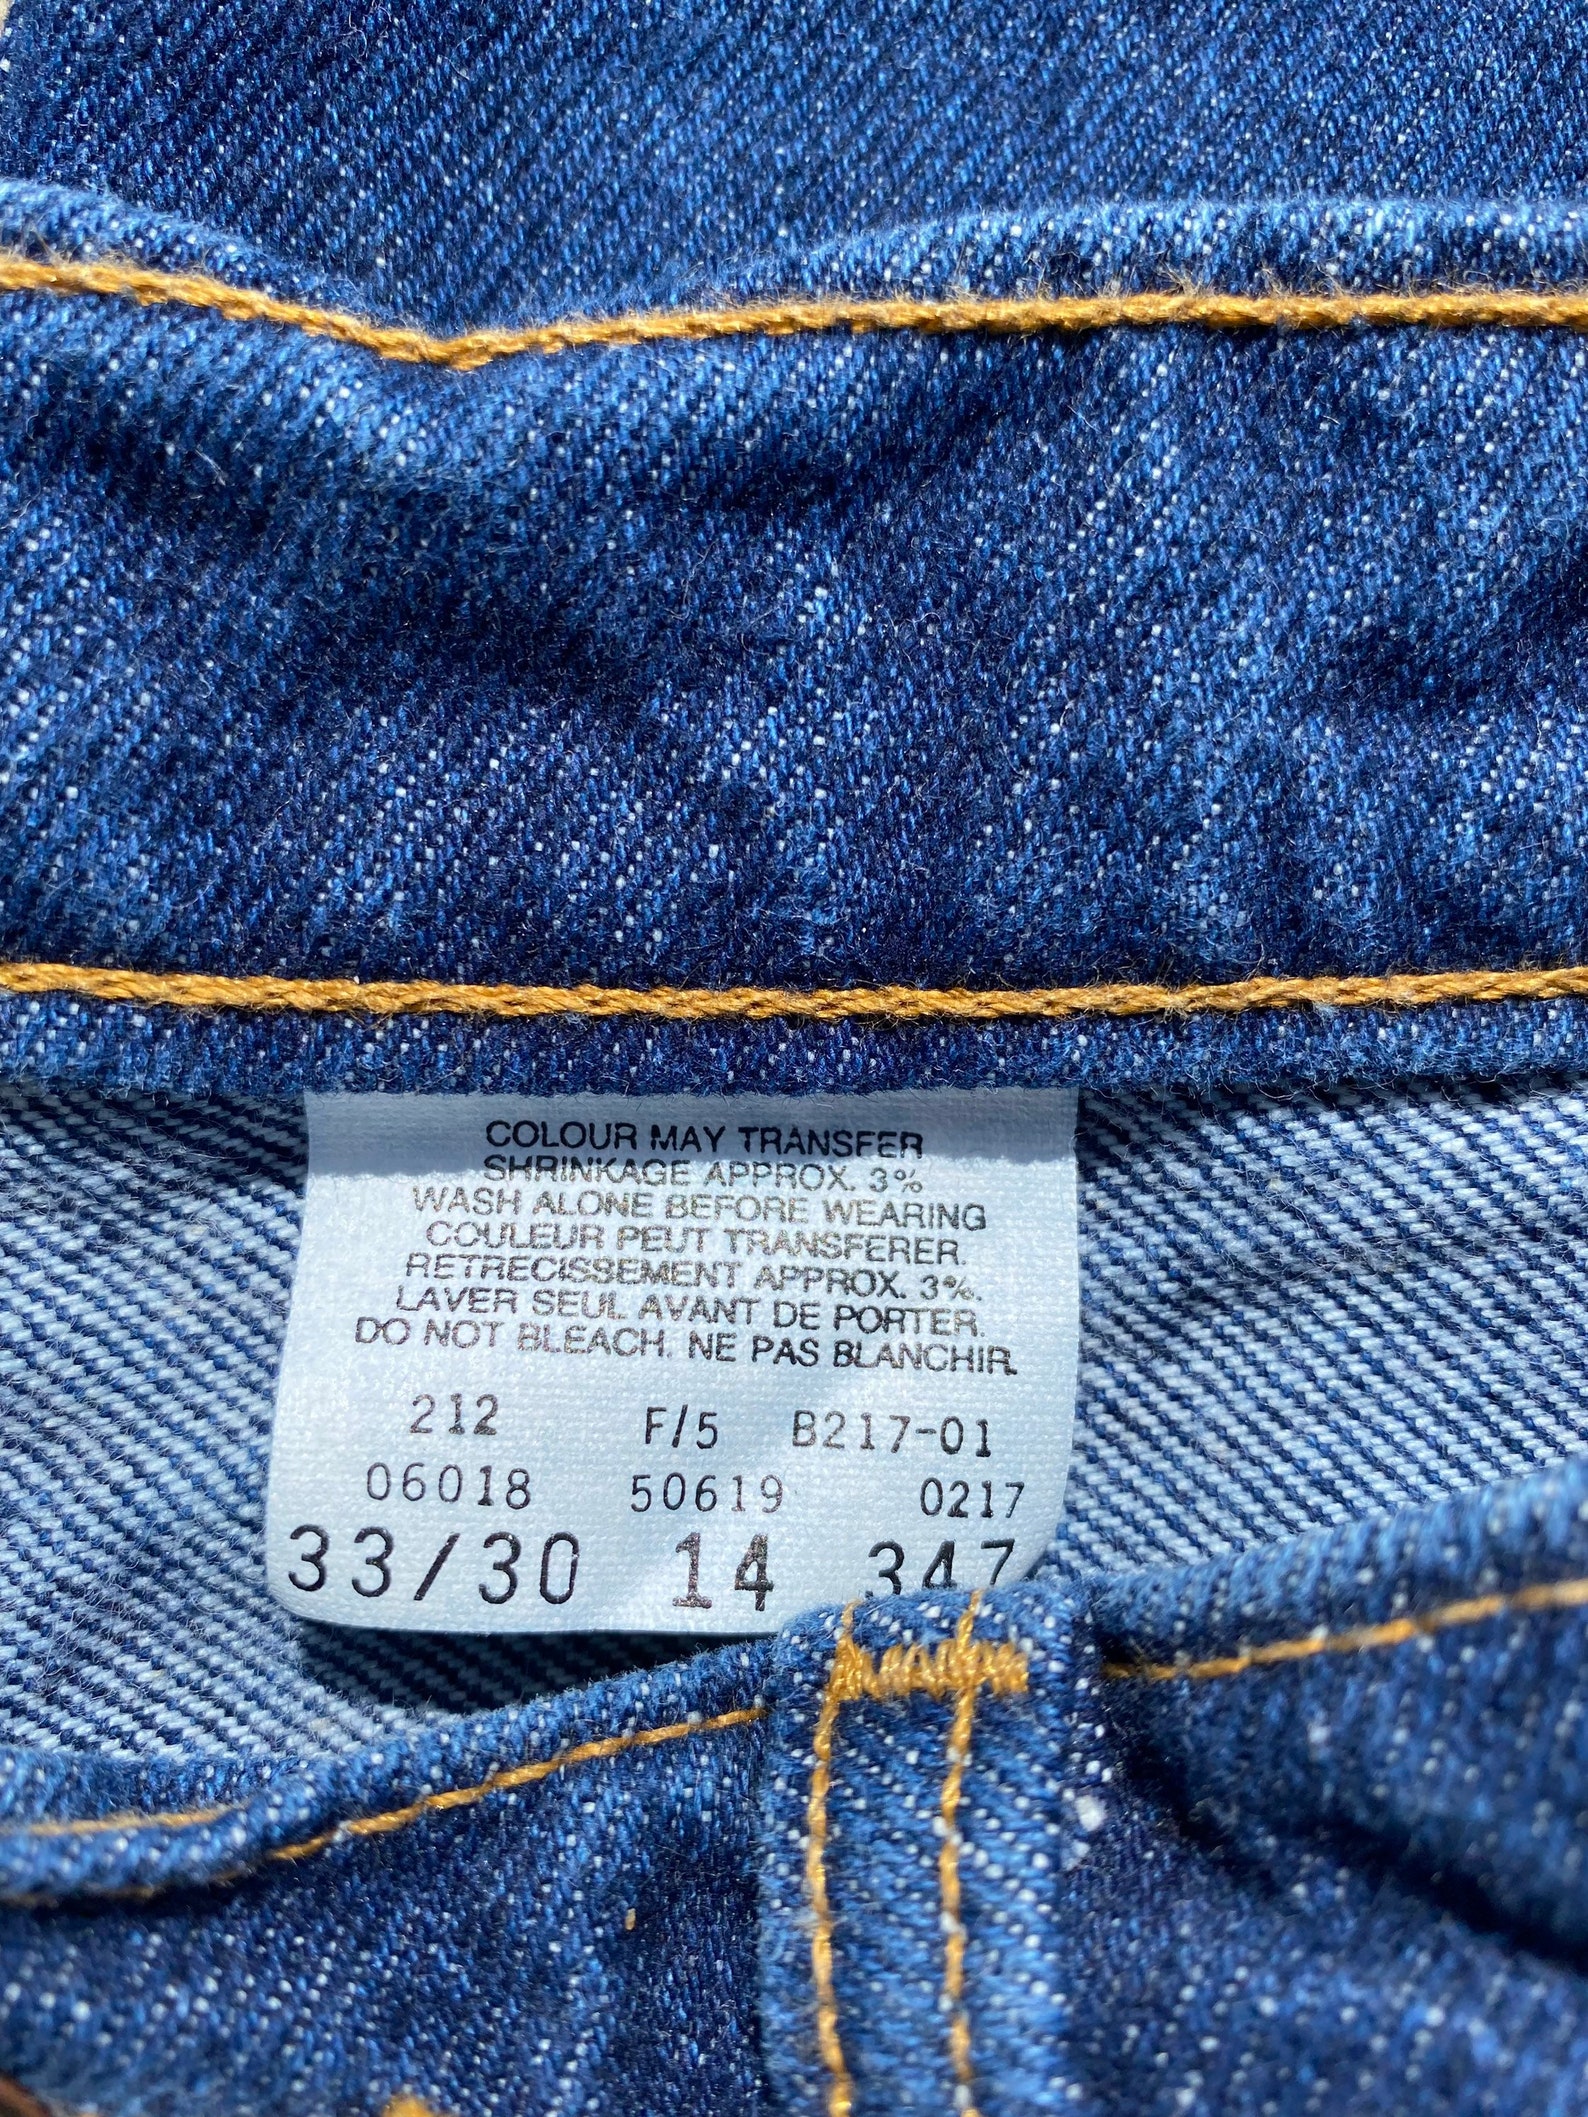 COLOUR MAY TRANSFER
SHRINKAGE APPROX. 3%
WASH ALONE BEFORE WEARING
COULEUR PEUT TRANSFERER.
RETRECISSEMENT APPROX. 3%.
LAVER SEUL AVANT DE PORTER.
DO NOT BLEACH. NE PAS BLANCHIR.
212 F/5 B217-01
06018 50619 0217
33/30 14 347